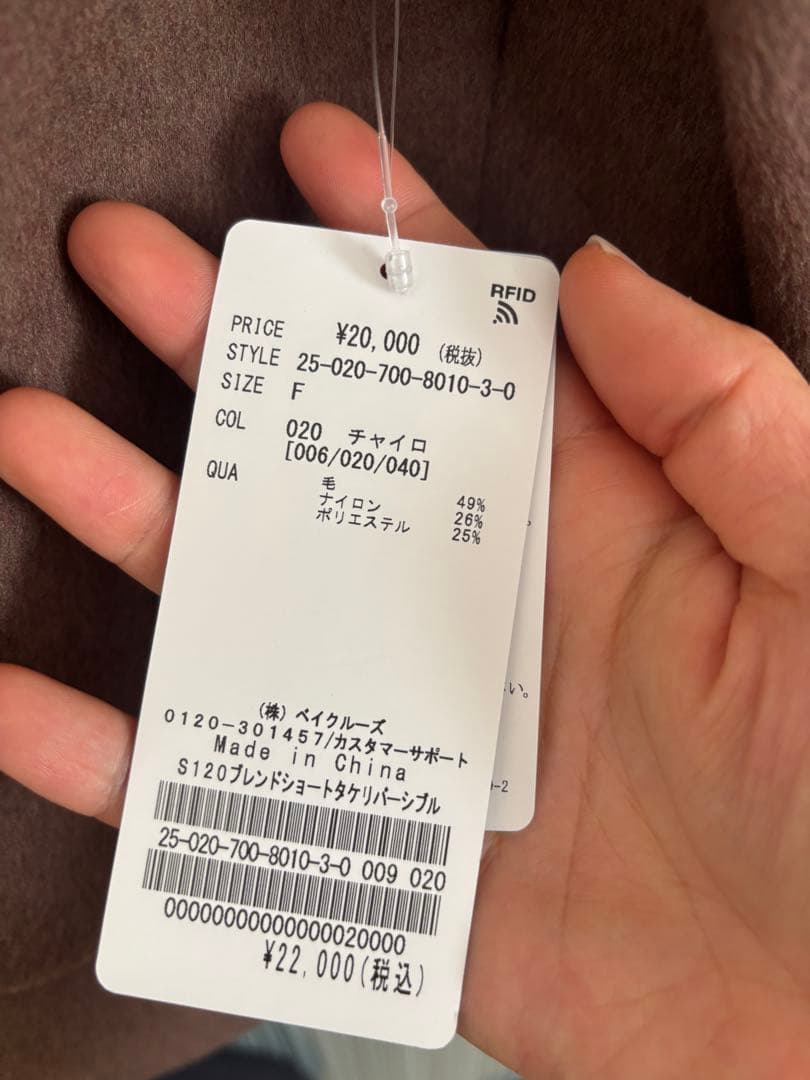 RFID
PRICE ¥20,000 (税抜)
STYLE 25-020-700-8010-3-0
SIZE F
COL 020 チャイロ
[006/020/040]
QUA 毛 49%
ナイロン 26%
ポリエステル 25%
(株) ベイクルーズ
0120-301457/カスタマーサポート
Made in China
S120ブレンドショートタケリバーシブル
25-020-700-8010-3-0 009 020
00000000000000020000
¥22,000(税込)
い。
-2